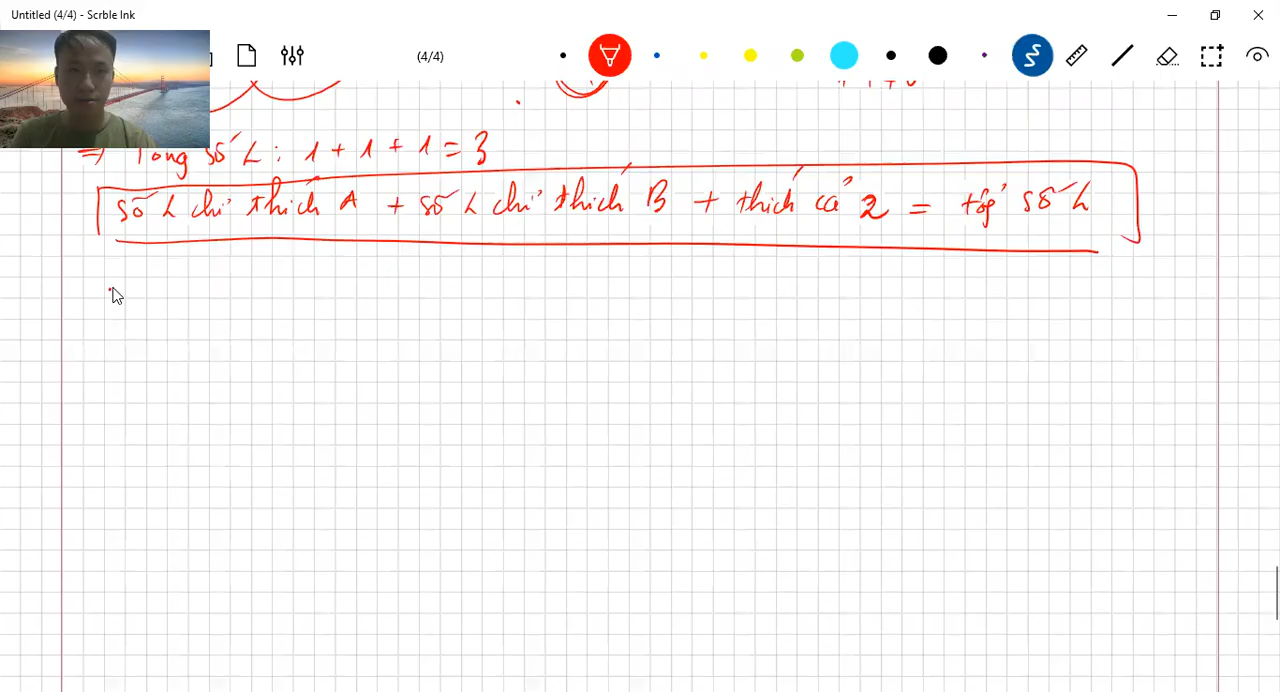 Untitled (4/4) - Scrble Ink
(4/4)
=> Tổng số L : 1 + 1 + 1 = 3
số L chỉ thích A + số L chỉ thích B + thích cả 2 = tổg số L